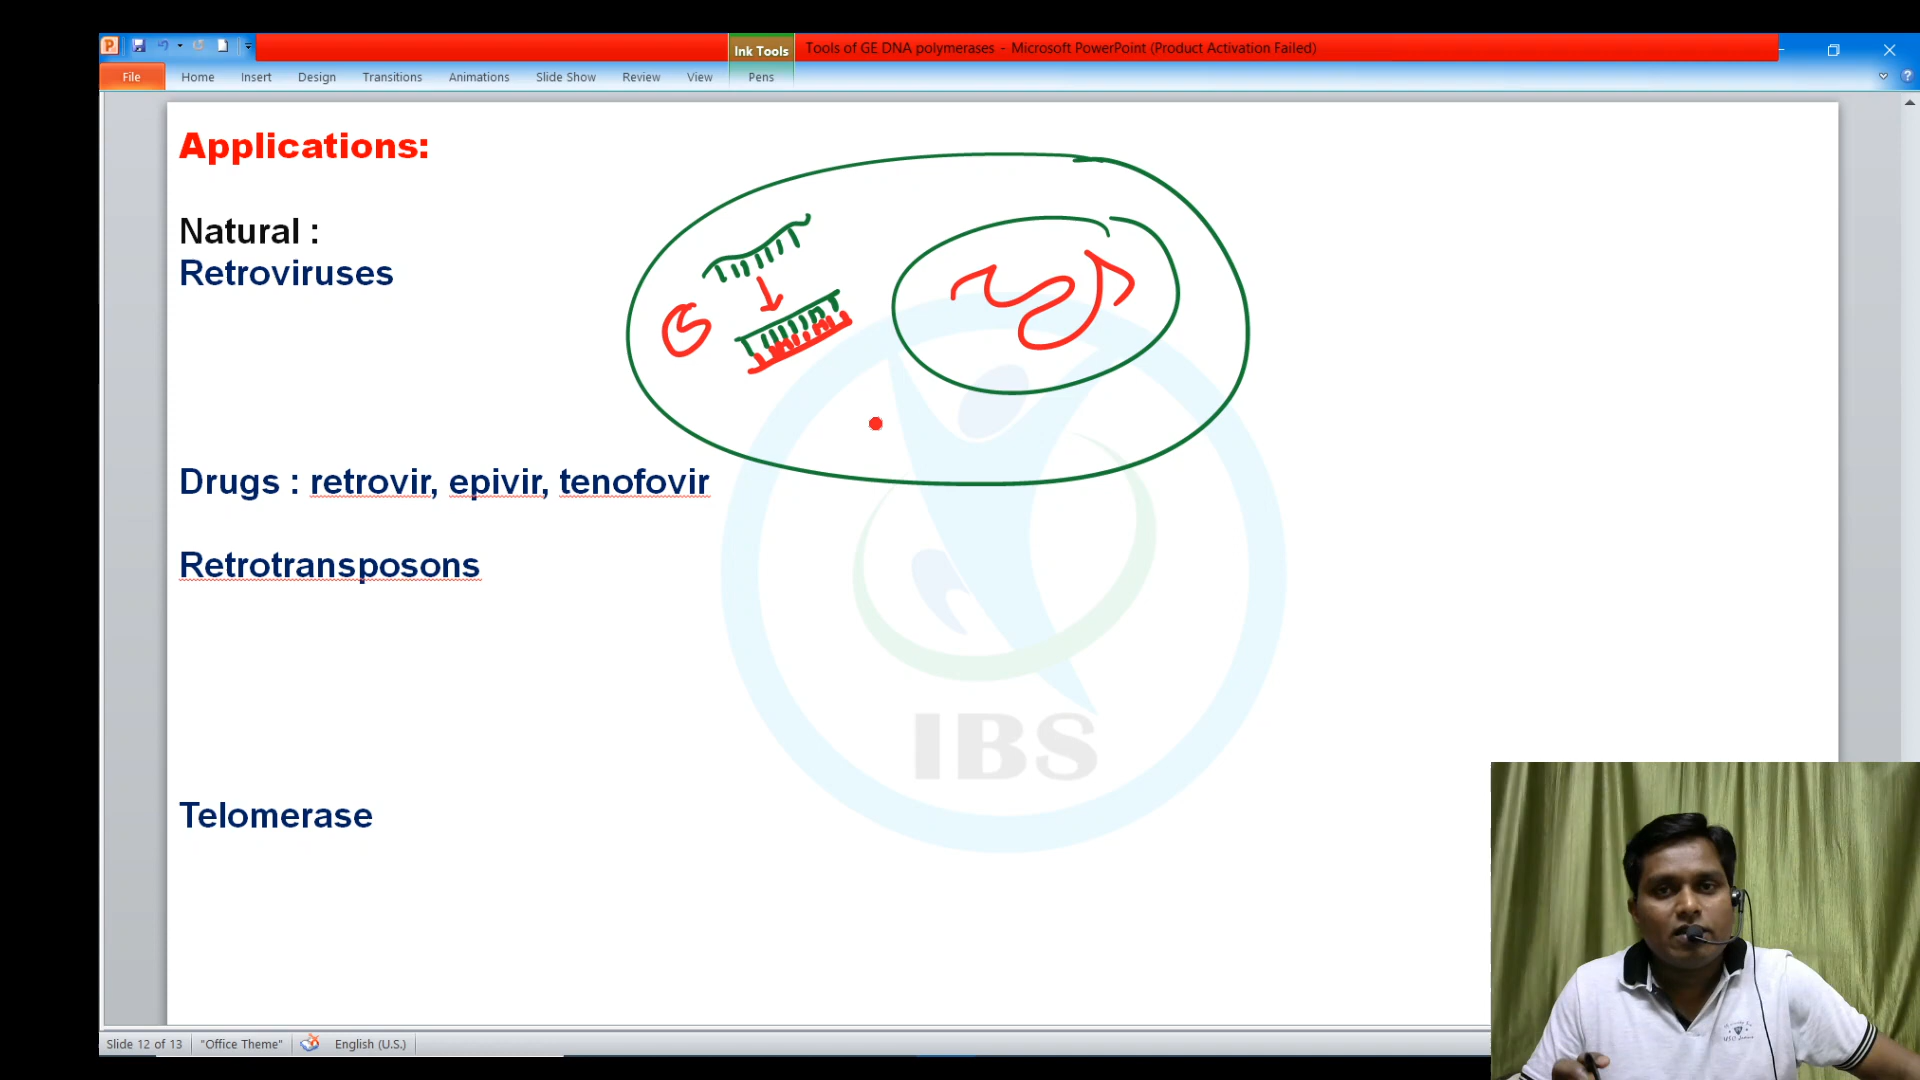 Ink Tools
Tools of GE DNA polymerases - Microsoft PowerPoint (Product Activation Failed)
File Home Insert Design Transitions Animations Slide Show Review View Pens
Applications:
Natural :
Retroviruses
Drugs : retrovir, epivir, tenofovir
Retrotransposons
IBS
Telomerase
Slide 12 of 13 "Office Theme" English (U.S.)